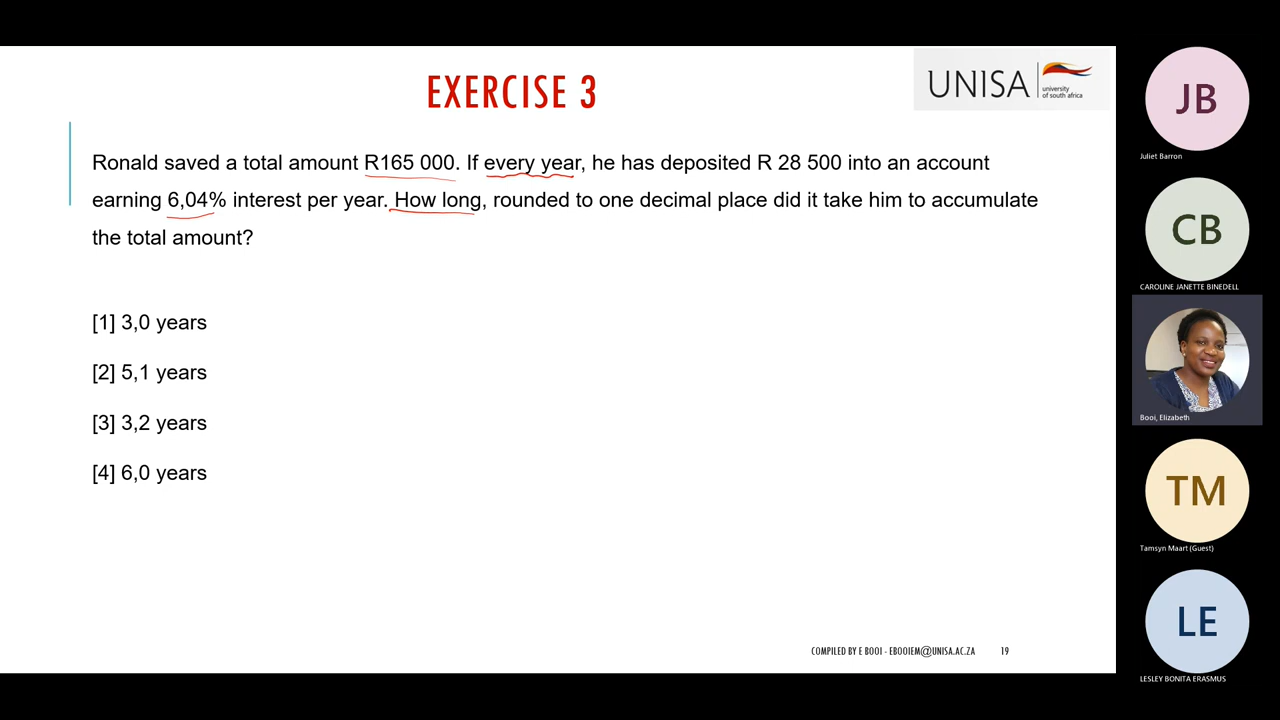 EXERCISE 3
UNISA
university
of south africa
Ronald saved a total amount R165 000. If every year, he has deposited R 28 500 into an account
earning 6,04% interest per year. How long, rounded to one decimal place did it take him to accumulate
the total amount?
[1] 3,0 years
[2] 5,1 years
[3] 3,2 years
[4] 6,0 years
COMPILED BY E BOOI - EBOOIEM@UNISA.AC.ZA
19
JB
Juliet Barron
CB
CAROLINE JANETTE BINEDELL
Booi, Elizabeth
TM
Tamsyn Maart (Guest)
LE
LESLEY BONITA ERASMUS